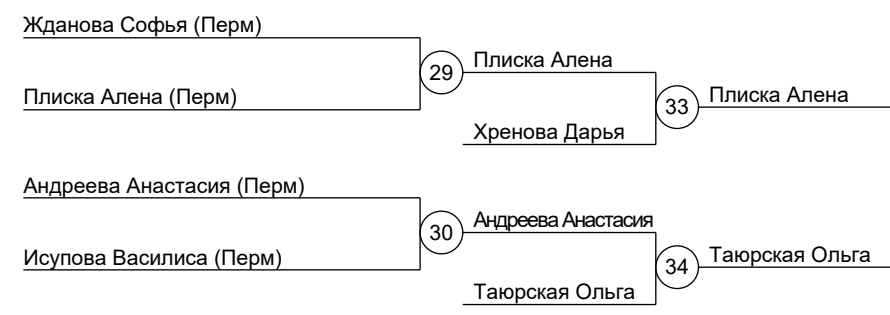 Жданова Софья (Перм)
29
Плиска Алена
Плиска Алена (Перм)
33
Плиска Алена
Хренова Дарья
Андреева Анастасия (Перм)
30
Андреева Анастасия
Исупова Василиса (Перм)
34
Таюрская Ольга
Таюрская Ольга